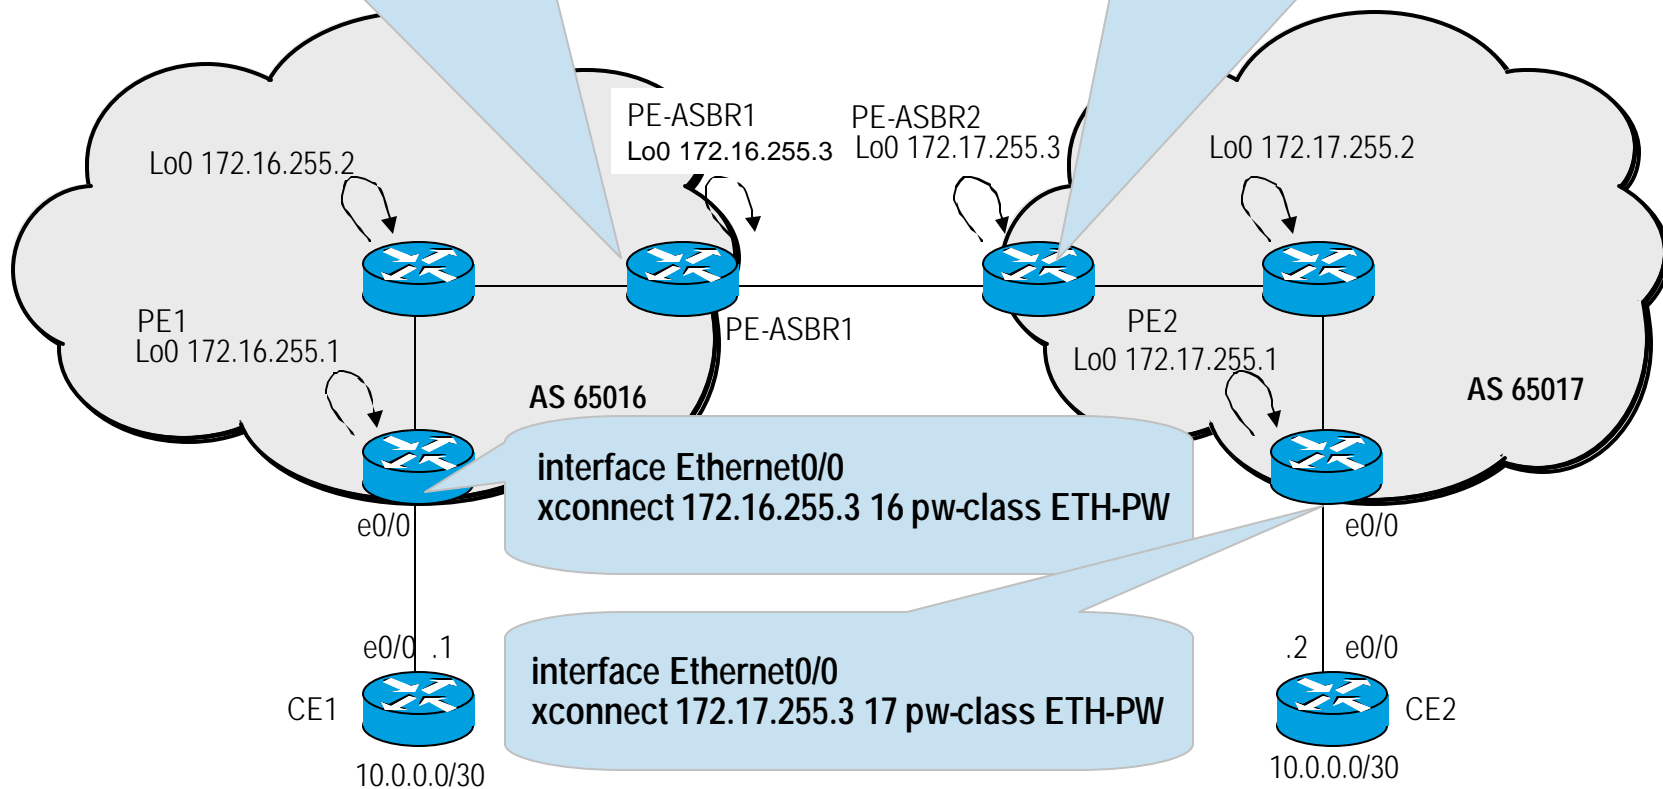 PE-ASBR1
Lo0 172.16.255.3
PE-ASBR2
Lo0 172.17.255.3
Lo0 172.16.255.2
Lo0 172.17.255.2
PE1
Lo0 172.16.255.1
PE-ASBR1
PE2
Lo0 172.17.255.1
AS 65016
AS 65017
interface Ethernet0/0
xconnect 172.16.255.3 16 pw-class ETH-PW
e0/0
e0/0
interface Ethernet0/0
xconnect 172.17.255.3 17 pw-class ETH-PW
e0/0 .1
.2 e0/0
CE1
CE2
10.0.0.0/30
10.0.0.0/30